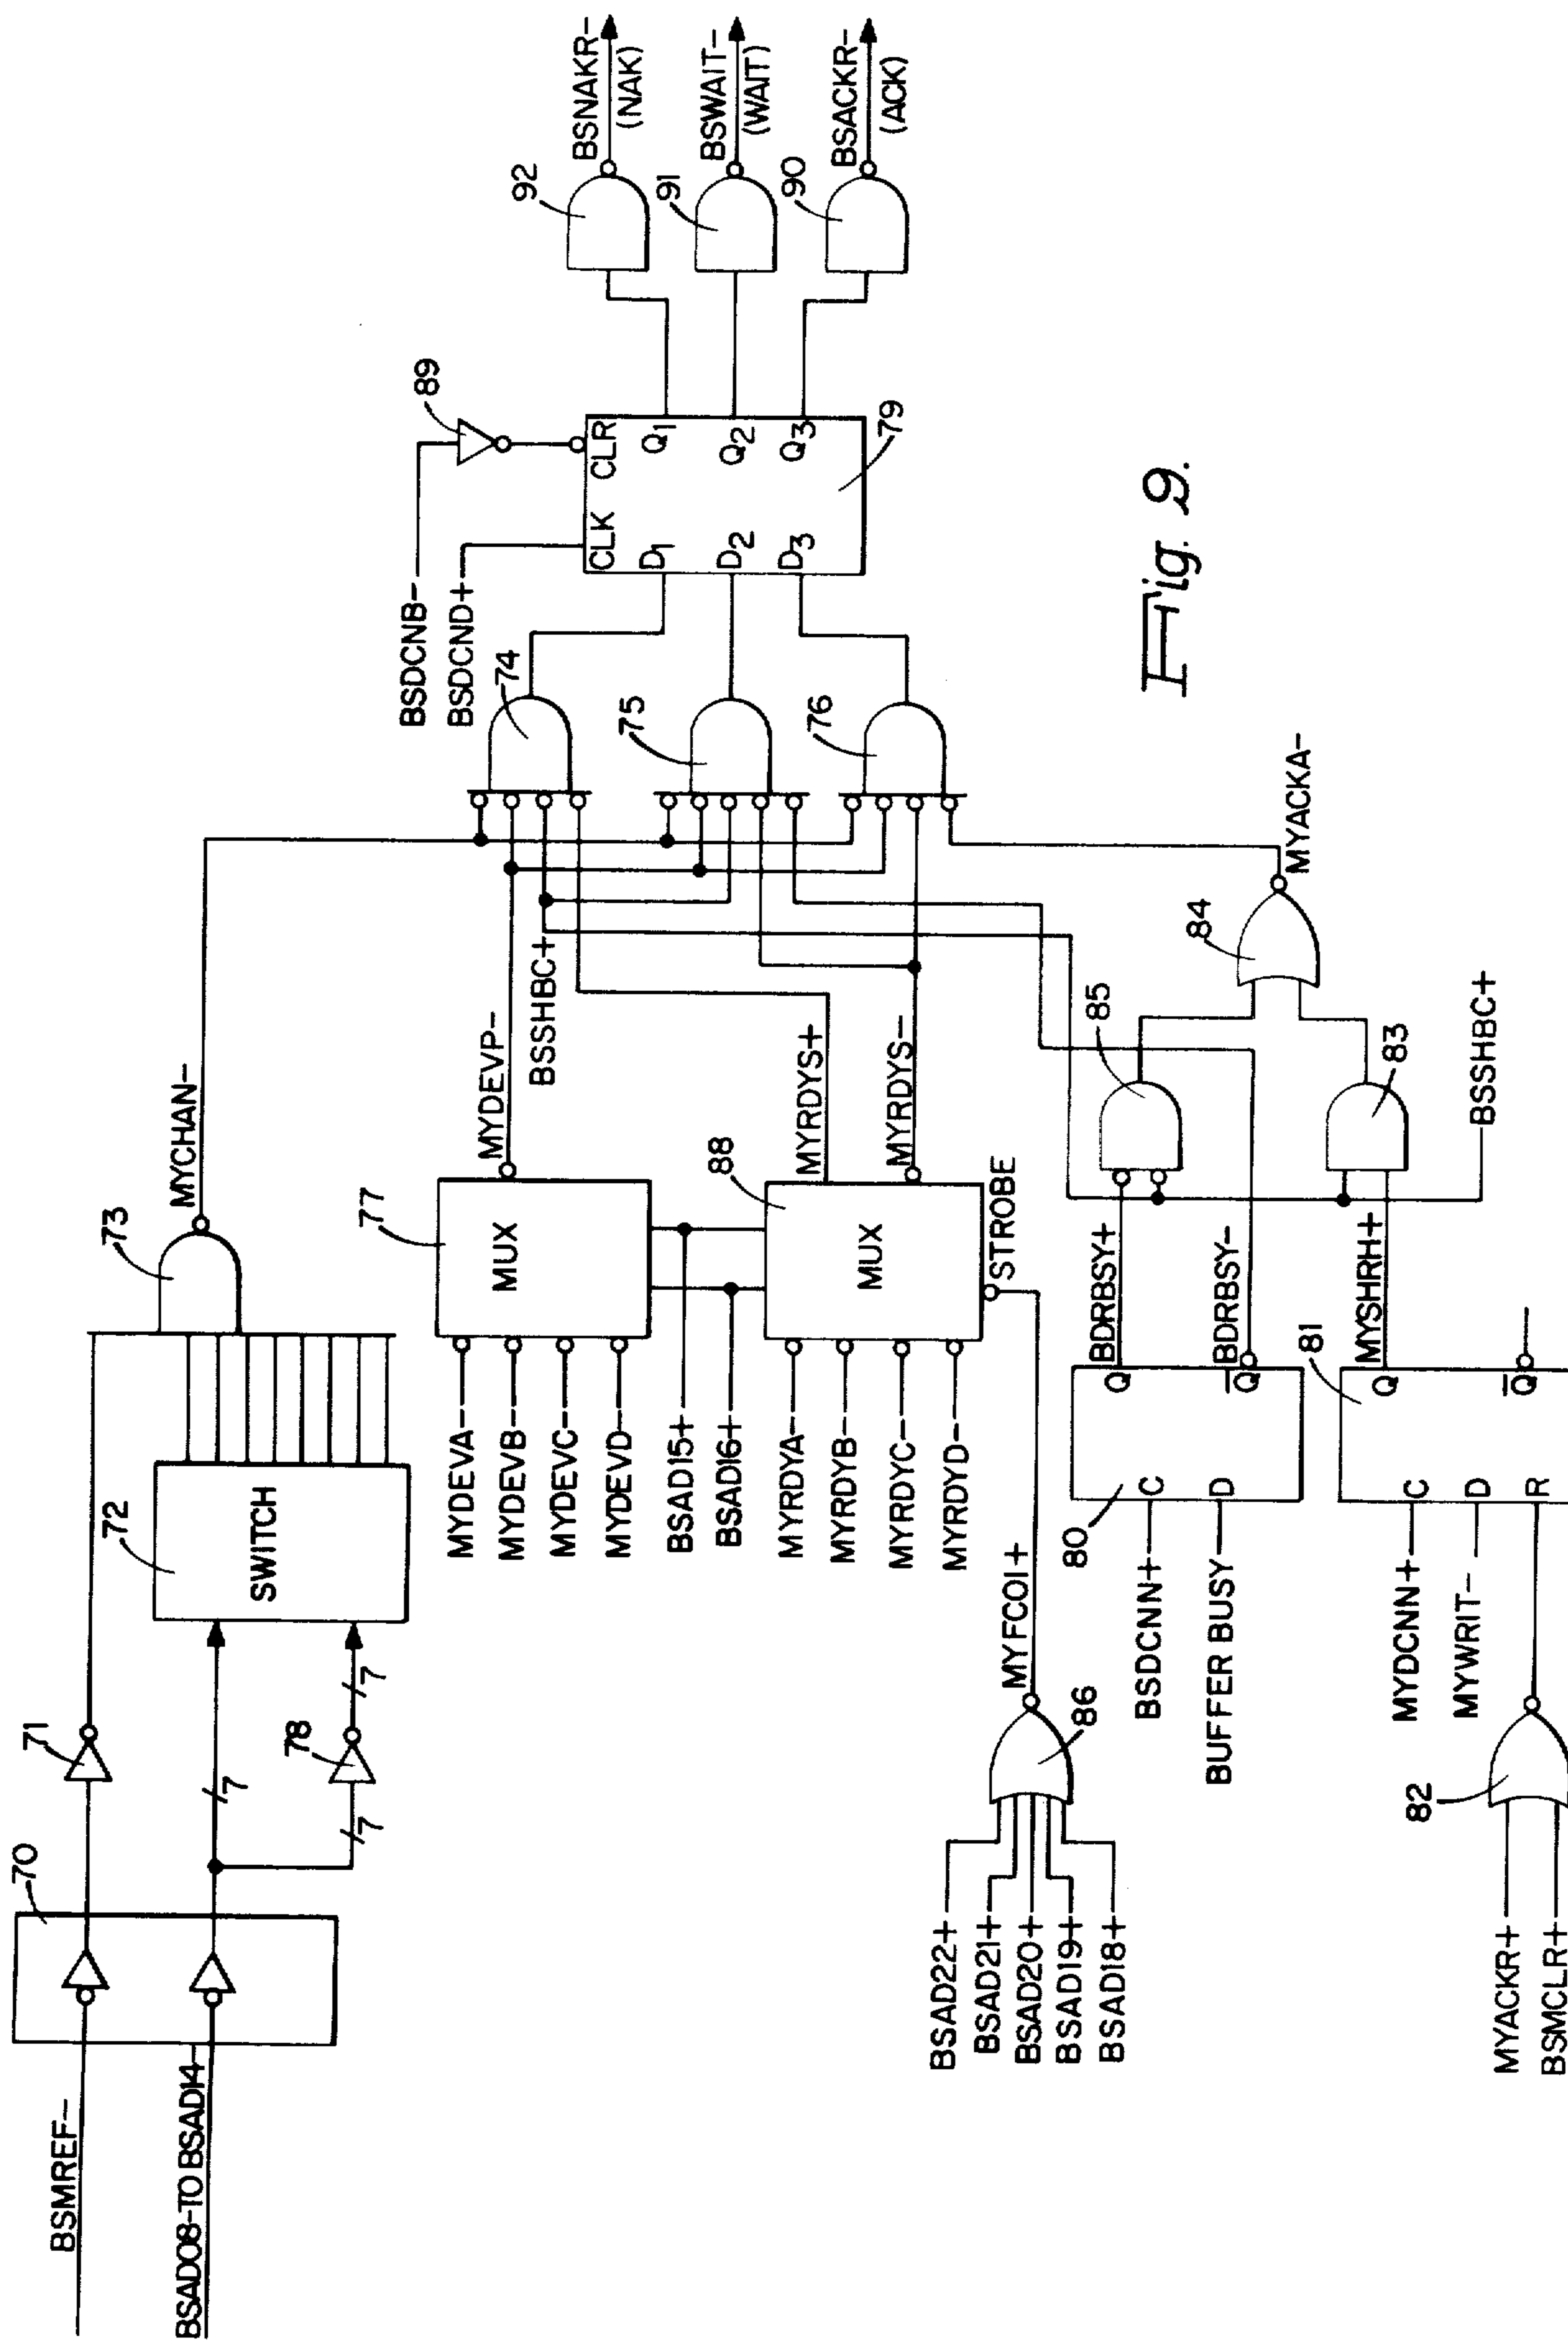 BSMREF-
BSAD08-TO BSAD14-
70
71
7
78
7
7
72
SWITCH
73
MYCHAN-
MYDEVA-
MYDEVB-
MYDEVC-
MYDEVD-
BSAD15+
BSAD16+
MYRDYA-
MYRDYB-
MYRDYC-
MYRDYD-
77
MUX
MYDEVP-
BSSHBC+
88
MUX
MYRDYS+
MYRDYS-
STROBE
BSAD22+
BSAD21+
BSAD20+
BSAD19+
BSAD18+
86
MYFC01+
80
BSDCNN+
C
BUFFER BUSY-
D
Q
Q
BDRBSY+
BDRBSY-
81
MYDCNN+
C
MYWRIT-
D
R
Q
Q
MYSHRH+
MYACKR+
BSMCLR+
82
85
83
BSSHBC+
84
MYACKA-
74
75
76
BSDCNB-
BSDCND+
89
CLK
CLR
D1
D2
D3
Q1
Q2
Q3
79
92
BSNAKR-
(NAK)
91
BSWAIT-
(WAIT)
90
BSACKR-
(ACK)
Fig. 9.